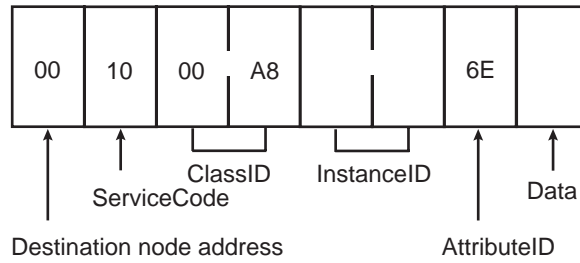 00 10 00 A8 6E
ClassID InstanceID
ServiceCode Data
Destination node address AttributeID